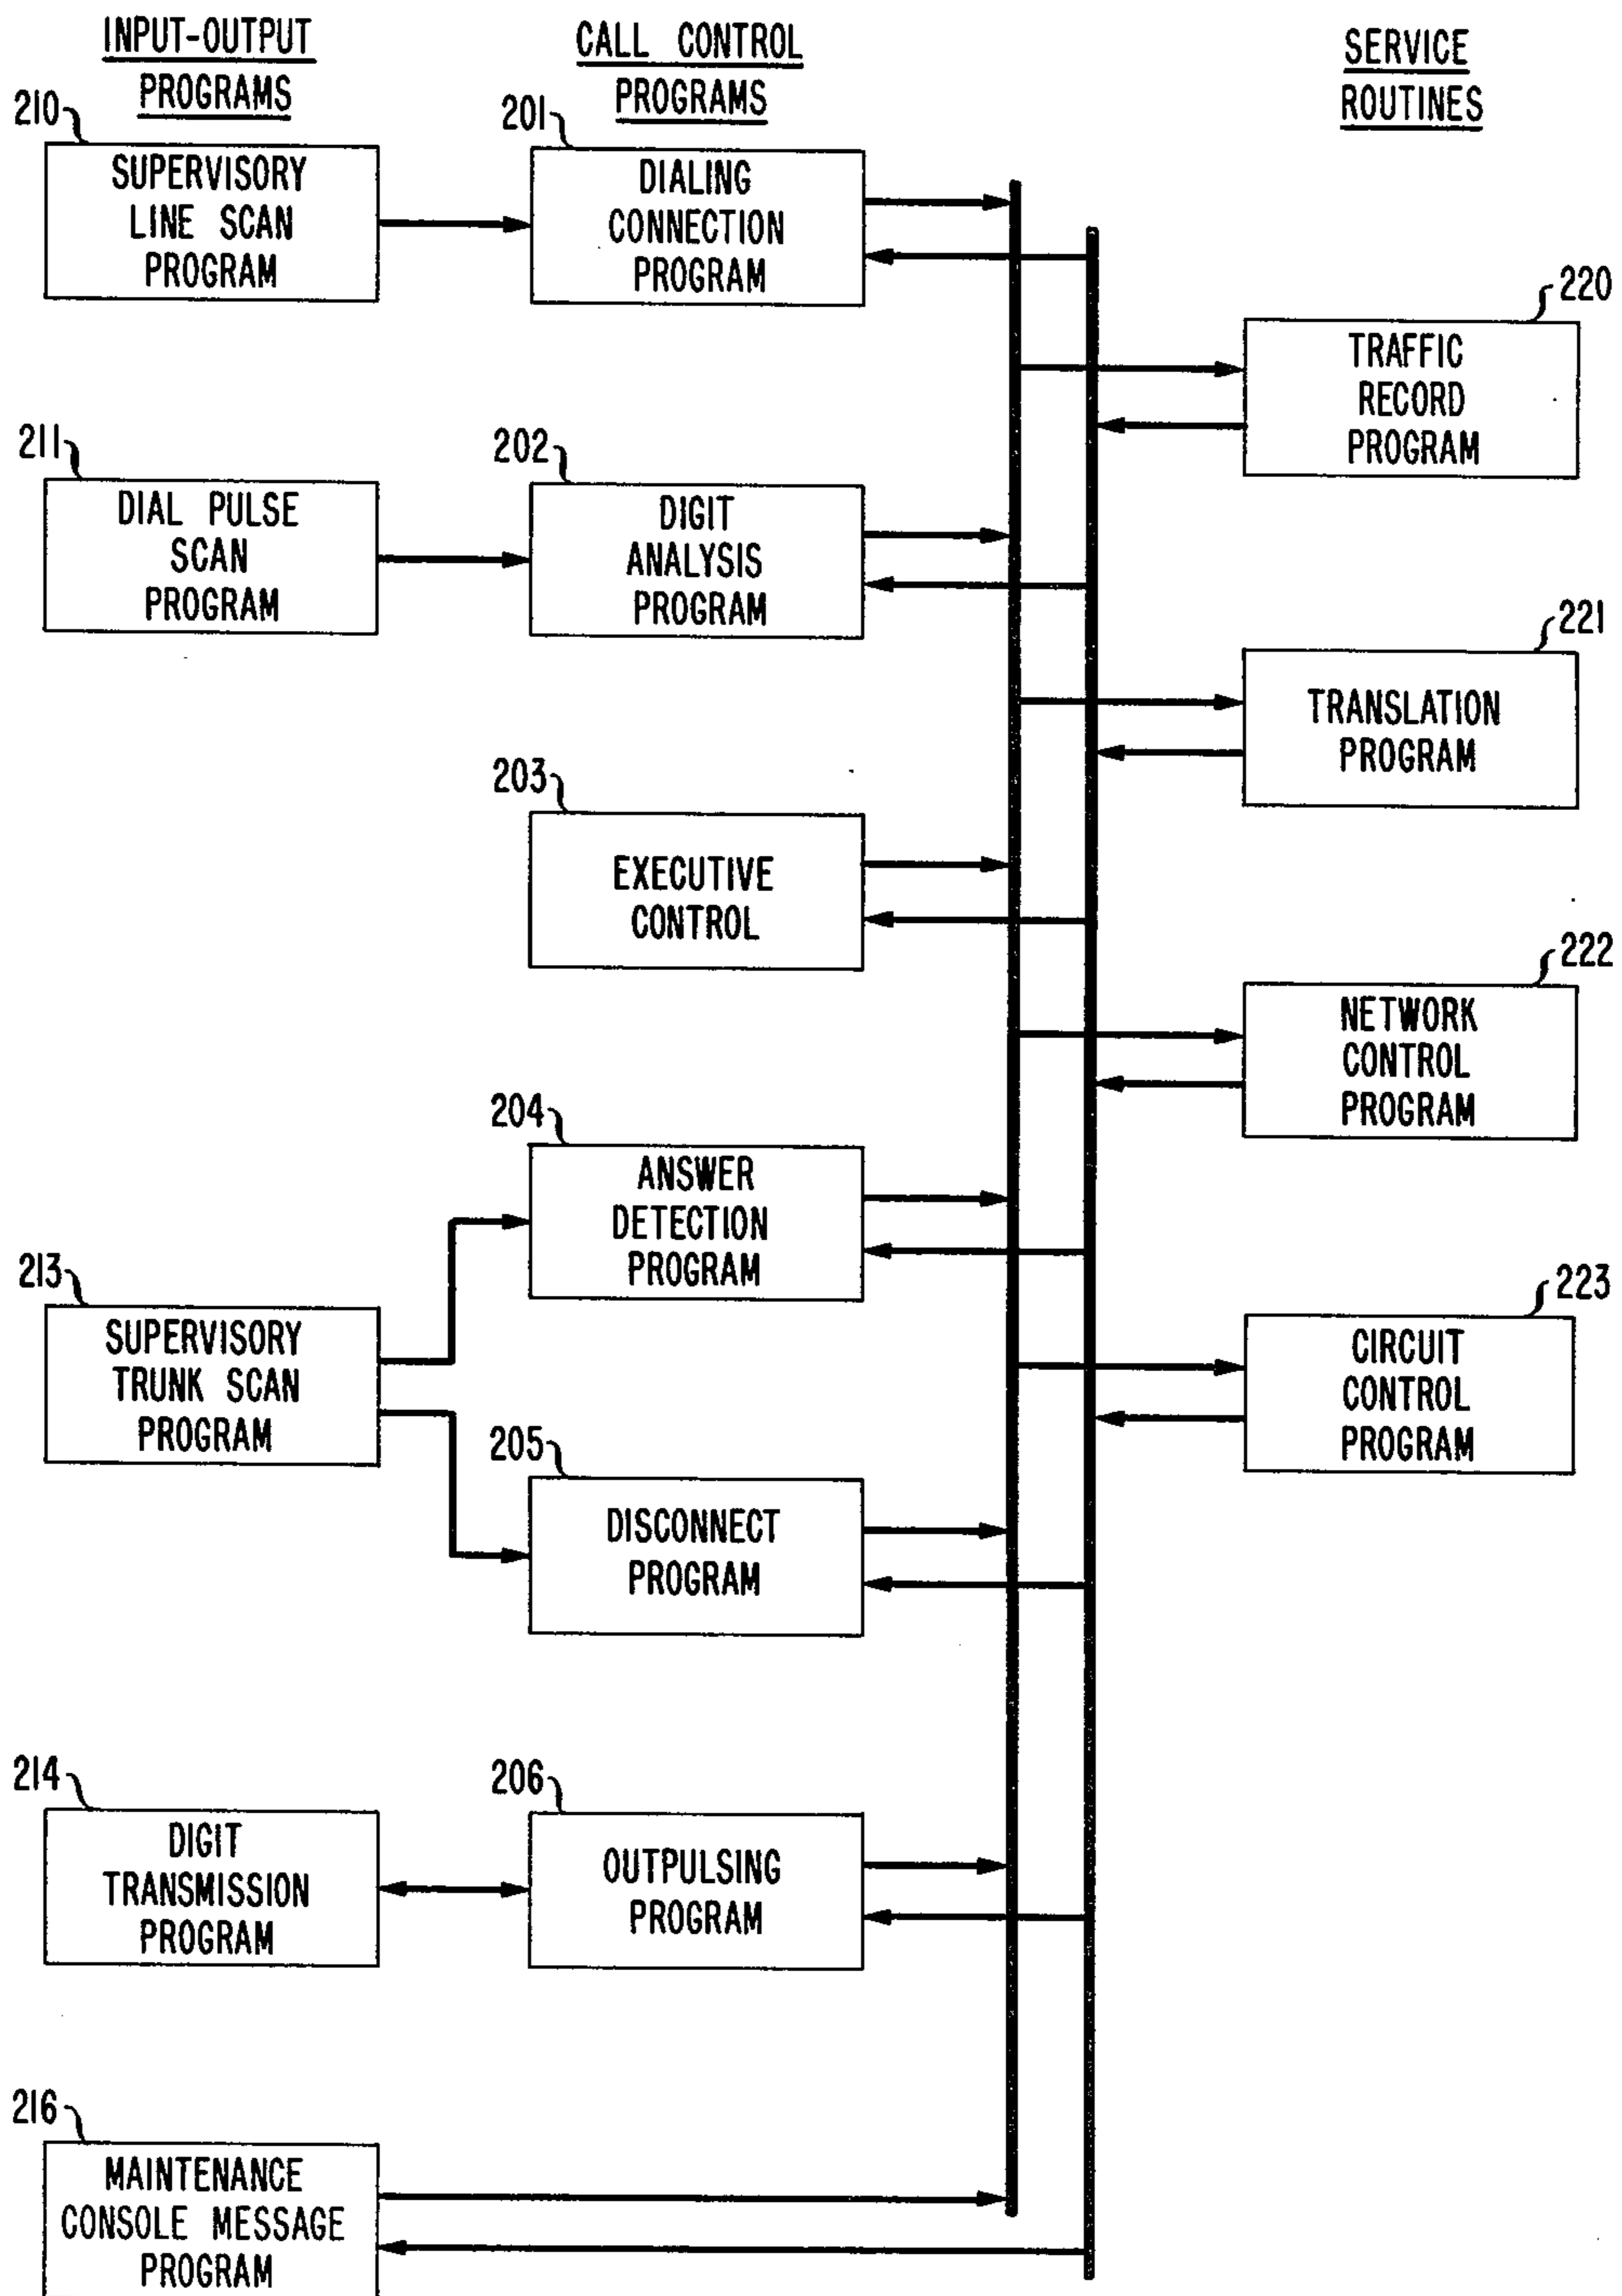 INPUT-OUTPUT
PROGRAMS
CALL CONTROL
PROGRAMS
SERVICE
ROUTINES
210
SUPERVISORY
LINE SCAN
PROGRAM
201
DIALING
CONNECTION
PROGRAM
220
TRAFFIC
RECORD
PROGRAM
211
DIAL PULSE
SCAN
PROGRAM
202
DIGIT
ANALYSIS
PROGRAM
221
TRANSLATION
PROGRAM
203
EXECUTIVE
CONTROL
222
NETWORK
CONTROL
PROGRAM
204
ANSWER
DETECTION
PROGRAM
213
SUPERVISORY
TRUNK SCAN
PROGRAM
223
CIRCUIT
CONTROL
PROGRAM
205
DISCONNECT
PROGRAM
214
DIGIT
TRANSMISSION
PROGRAM
206
OUTPULSING
PROGRAM
216
MAINTENANCE
CONSOLE MESSAGE
PROGRAM